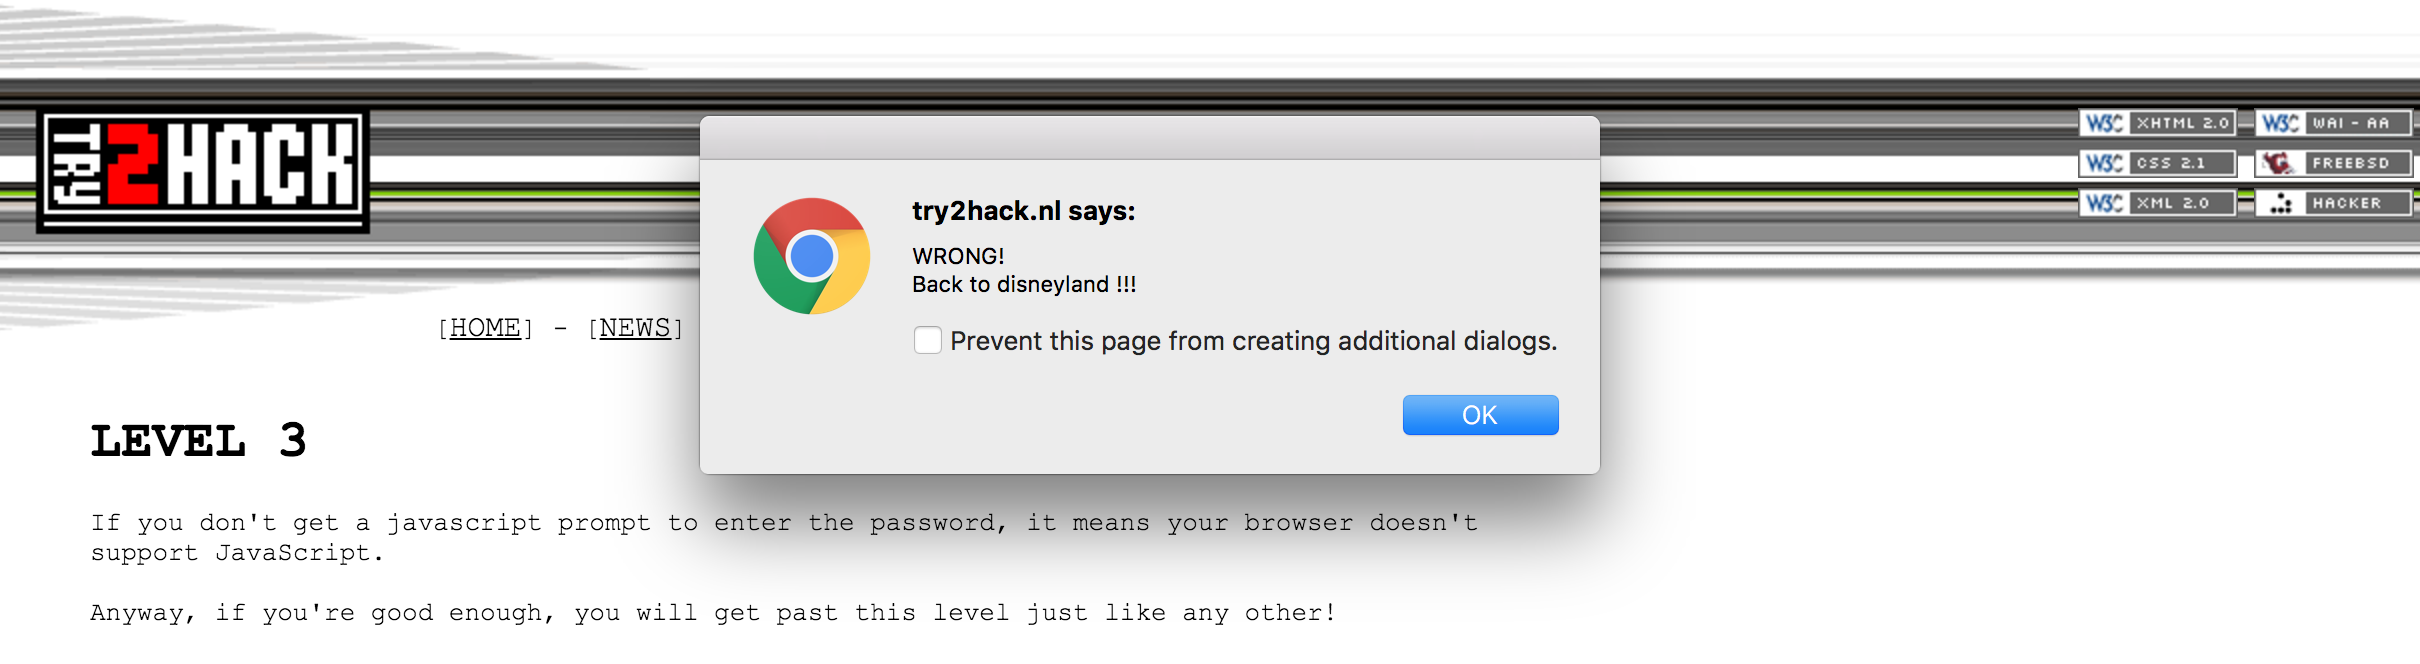 TRY2HACK
W3C XHTML 2.0
W3C WAI - AA
W3C CSS 2.1
FREEBSD
W3C XML 2.0
HACKER
try2hack.nl says:
WRONG!
Back to disneyland !!!
Prevent this page from creating additional dialogs.
OK
[HOME] - [NEWS]
LEVEL 3
If you don't get a javascript prompt to enter the password, it means your browser doesn't
support JavaScript.
Anyway, if you're good enough, you will get past this level just like any other!